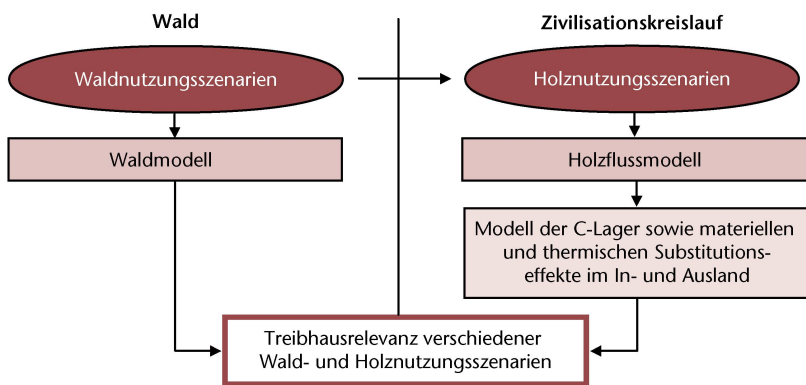 Wald
Zivilisationskreislauf
Waldnutzungsszenarien
Holznutzungsszenarien
Waldmodell
Holzflussmodell
Modell der C-Lager sowie materiellen
und thermischen Substitutions-
effekte im In- und Ausland
Treibhausrelevanz verschiedener
Wald- und Holznutzungsszenarien